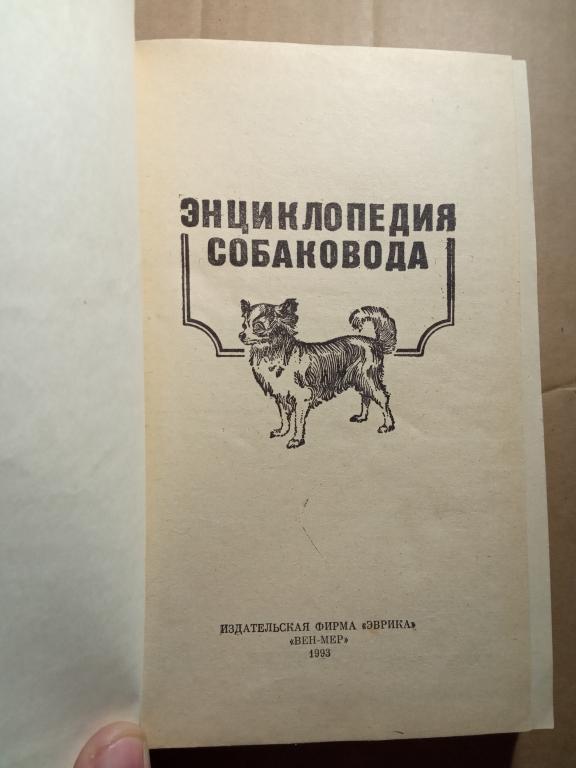 ЭНЦИКЛОПЕДИЯ
СОБАКОВОДА
ИЗДАТЕЛЬСКАЯ ФИРМА «ЭВРИКА»
«ВЕН-МЕР»
1993